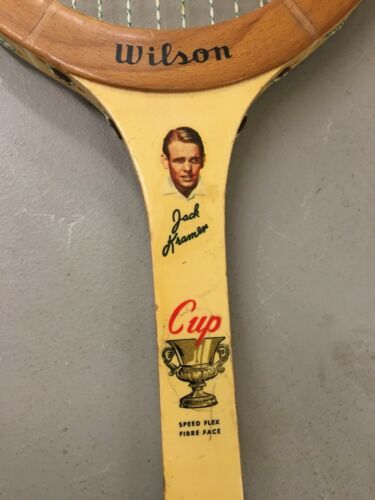 Wilson
Jack
Kramer
Cup
SPEED FLEX
FIBRE FACE